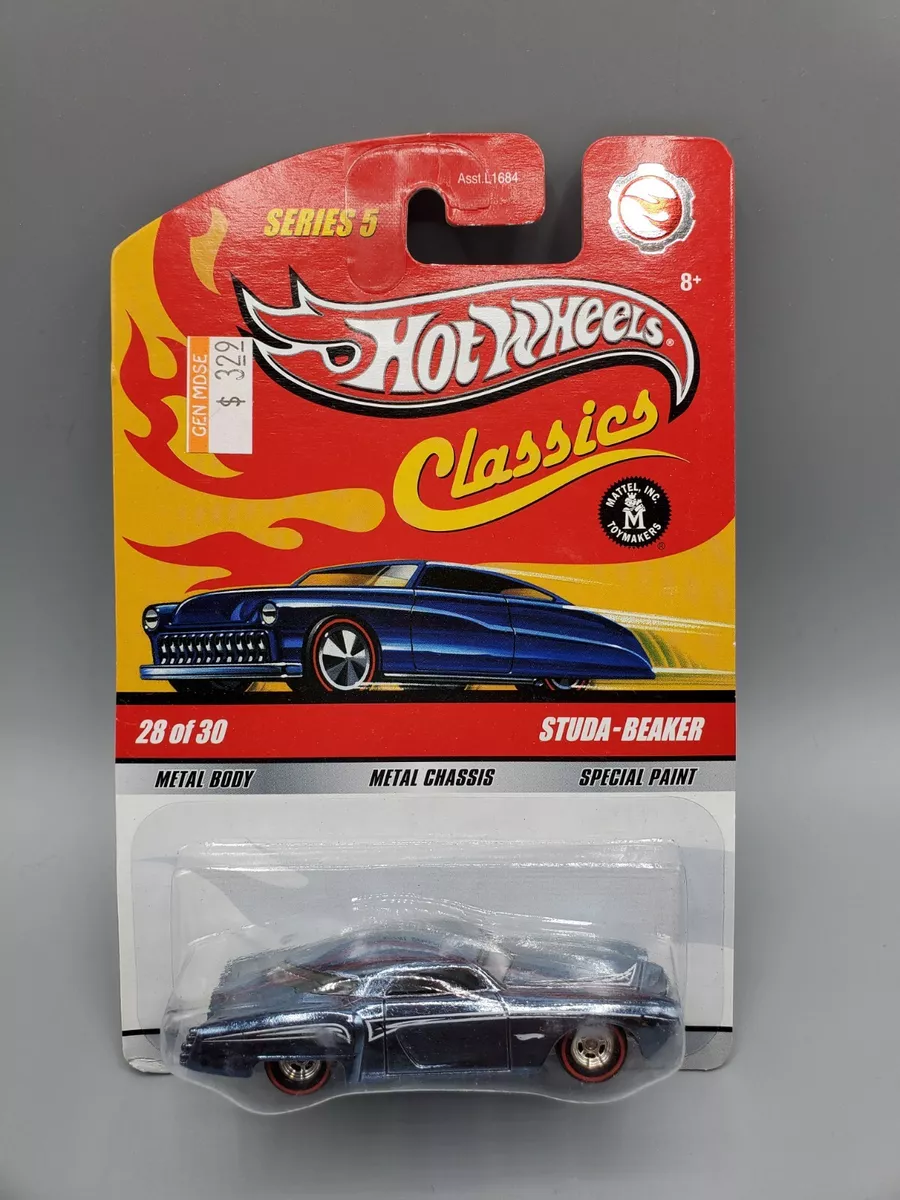 Asst.L1684
SERIES 5
8+
HOT WHEELS®
Classics
GEN MDSE
$ 329
MATTEL, INC.
M
TOYMAKERS
®
28 of 30
STUDA-BEAKER
METAL BODY
METAL CHASSIS
SPECIAL PAINT